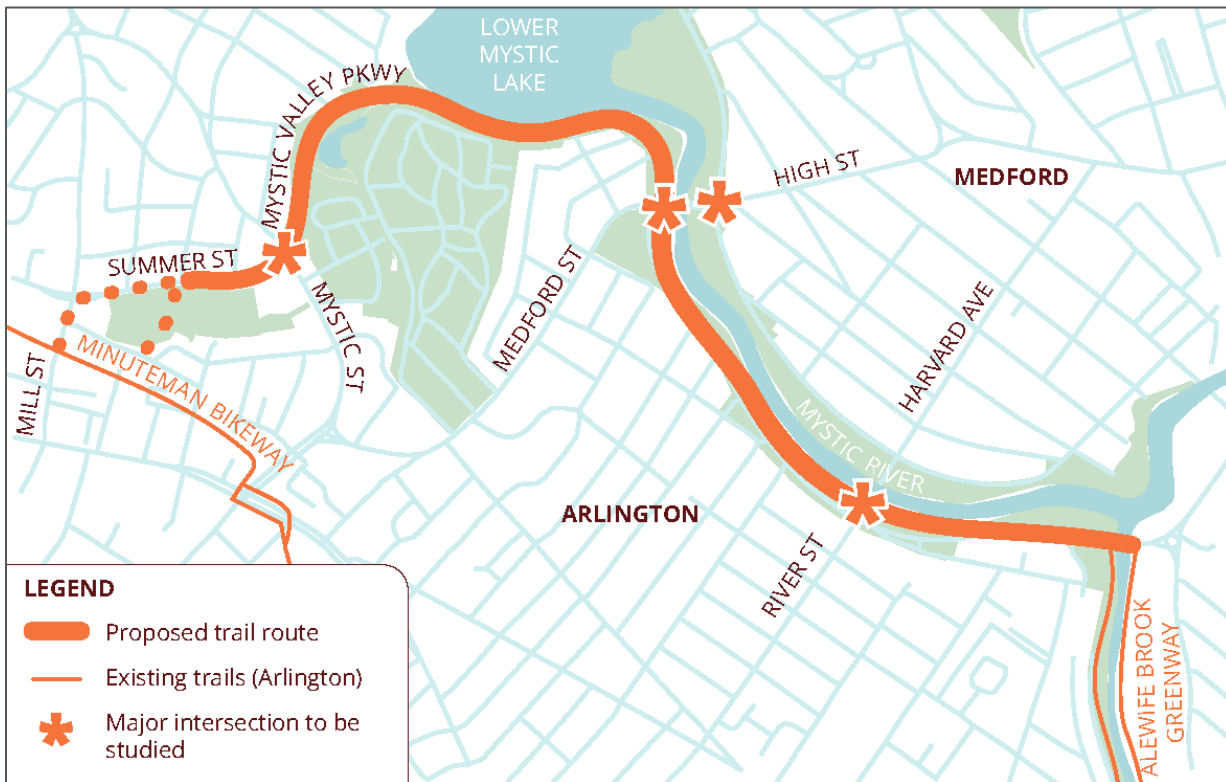 LOWER
MYSTIC
LAKE
MYSTIC VALLEY PKWY
HIGH ST
MEDFORD
SUMMER ST
MYSTIC ST
MEDFORD ST
HARVARD AVE
MINUTEMAN BIKEWAY
MILL ST
MYSTIC RIVER
ARLINGTON
RIVER ST
ALEWIFE BROOK
GREENWAY
LEGEND
Proposed trail route
Existing trails (Arlington)
Major intersection to be
studied